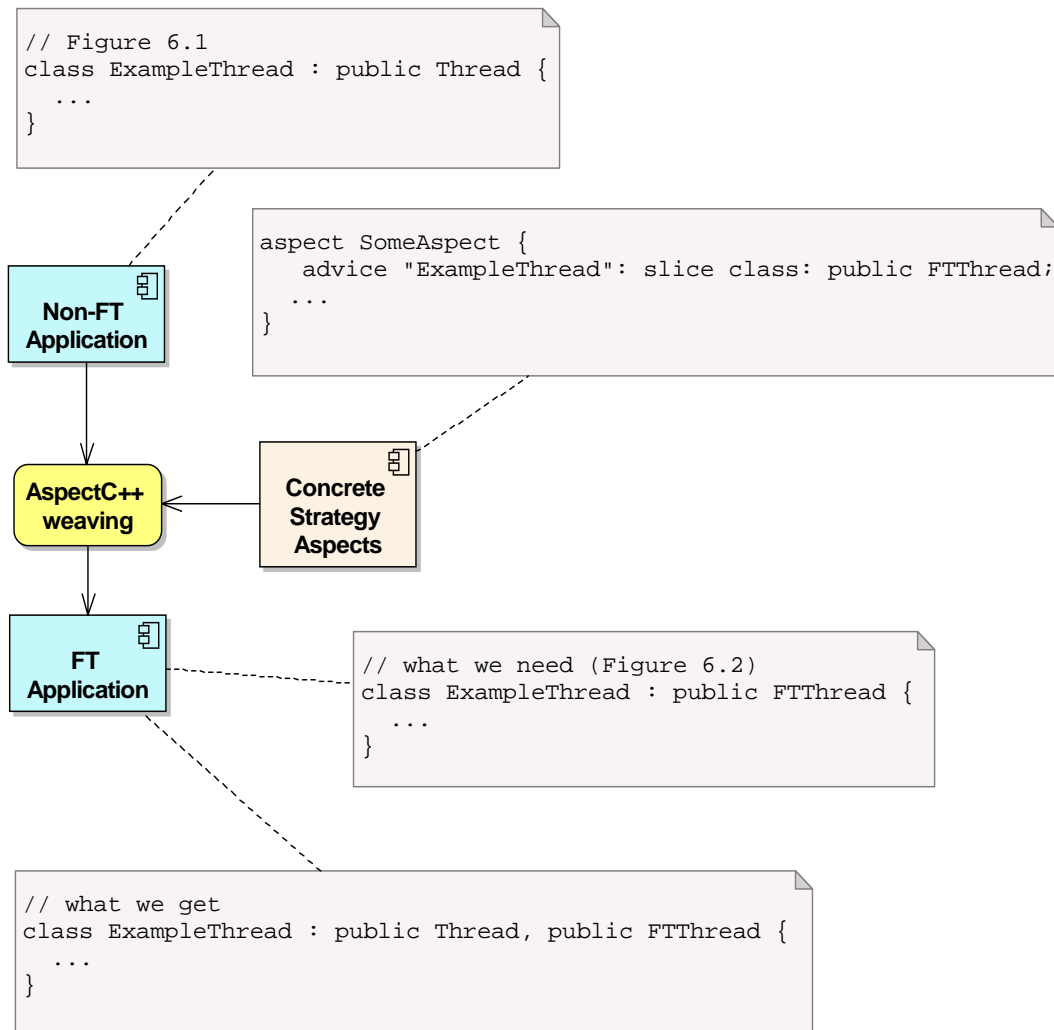 // Figure 6.1
class ExampleThread : public Thread {
  ...
}
aspect SomeAspect {
   advice "ExampleThread": slice class: public FTThread;
  ...
}
Non-FT
Application
AspectC++
weaving
Concrete
Strategy
Aspects
FT
Application
// what we need (Figure 6.2)
class ExampleThread : public FTThread {
  ...
}
// what we get
class ExampleThread : public Thread, public FTThread {
  ...
}